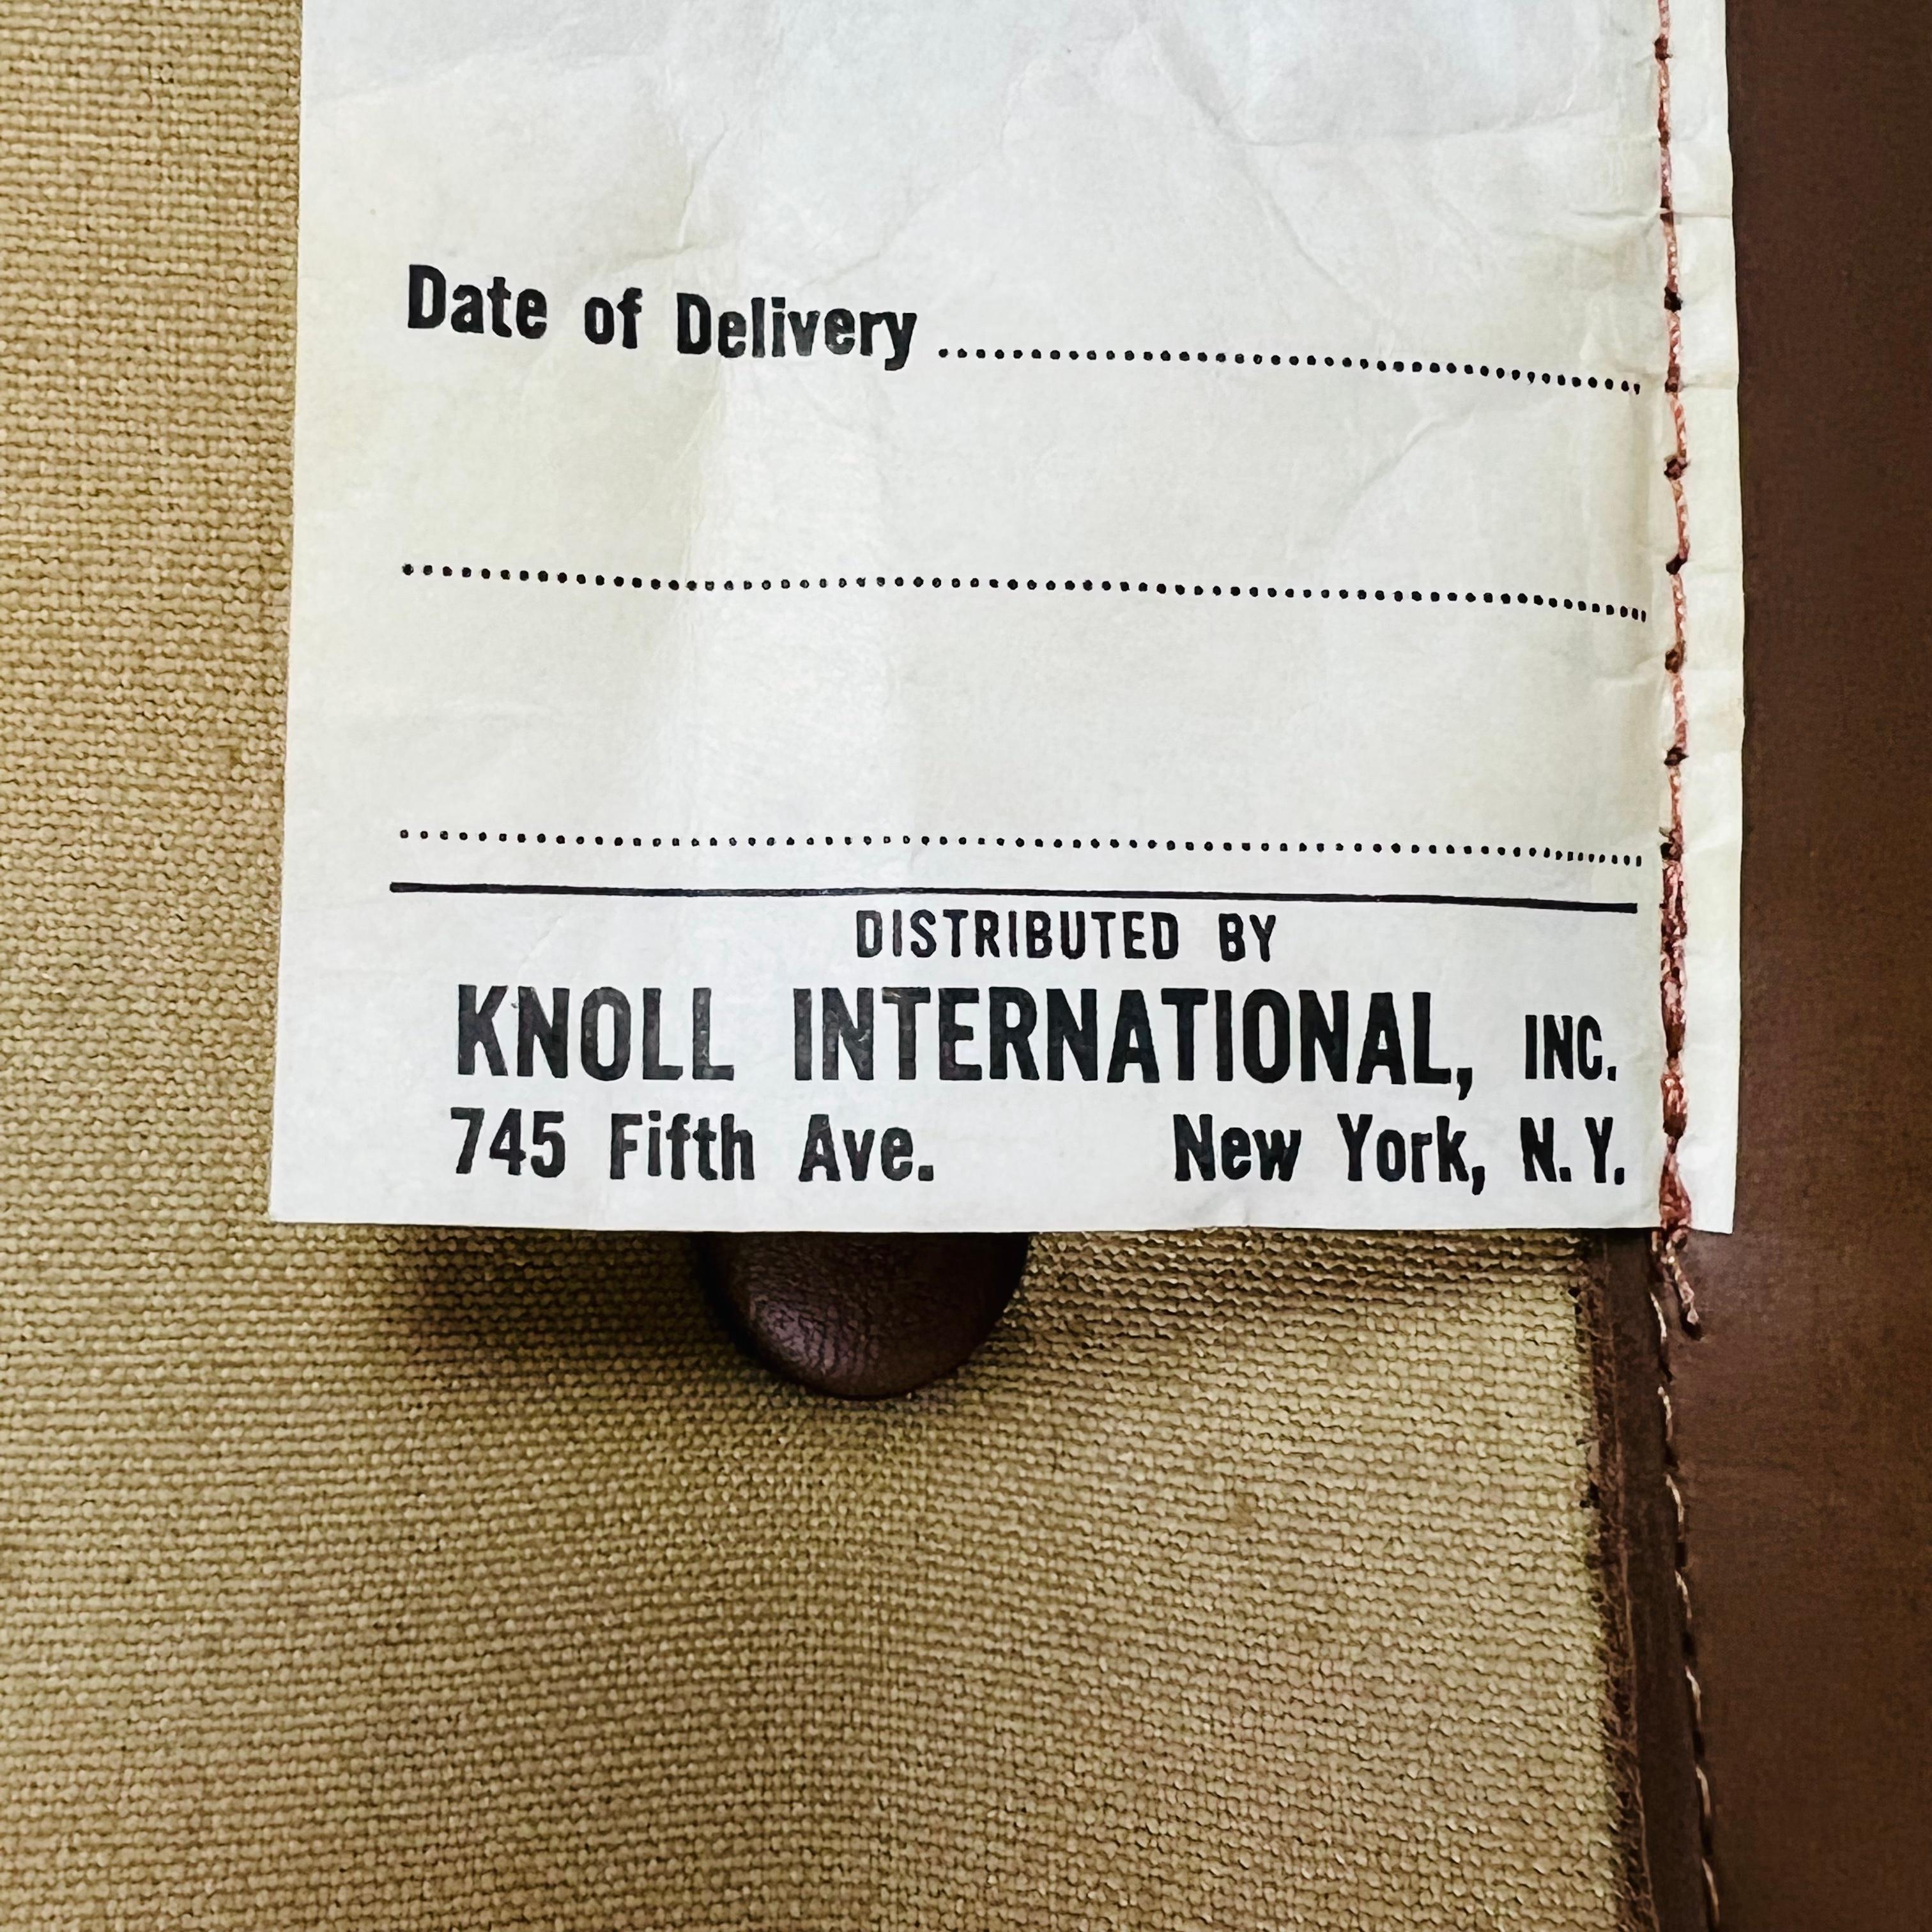 Date of Delivery ............................................
................................................................................
................................................................................
DISTRIBUTED BY
KNOLL INTERNATIONAL, INC.
745 Fifth Ave. New York, N.Y.